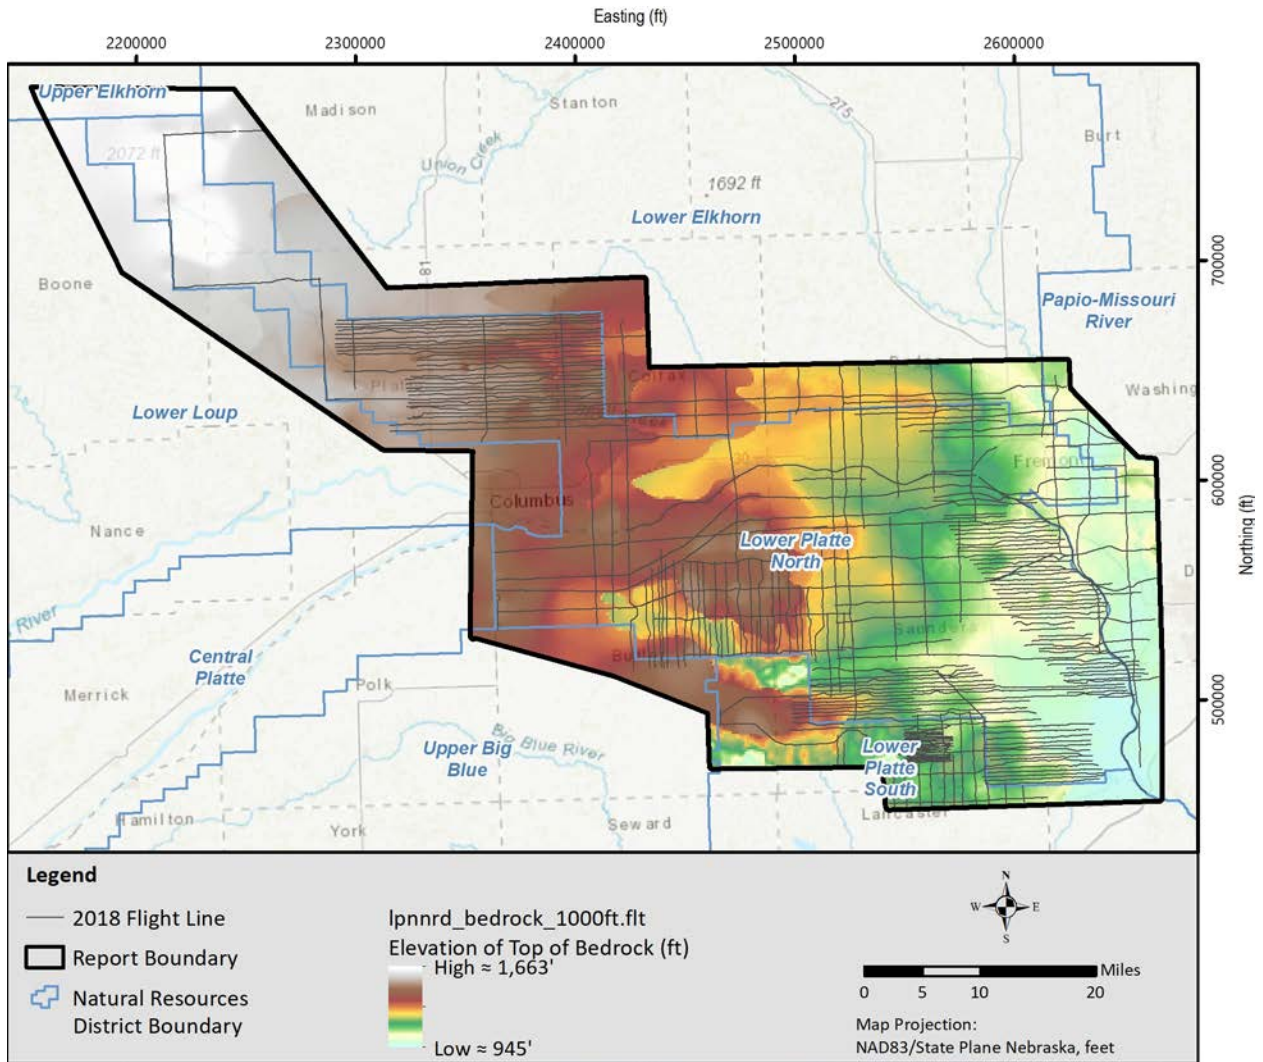 Easting (ft)
2200000 2300000 2400000 2500000 2600000
Upper Elkhorn
Madison
Stanton
275
Burt
2072 ft
Union Creek
1692 ft
Lower Elkhorn
700000
81
Boone
Papio-Missouri
River
Colfax
Washing
Platte
Lower Loup
Fremont
600000
Columbus
Nance
Northing (ft)
Lower Platte
North
D
River
Saunders
Central
Platte
Merrick
Polk
500000
Upper Big
Blue
Big Blue River
Lower
Platte
South
Hamilton
York
Seward
Lancaster
Legend
2018 Flight Line
Report Boundary
Natural Resources
District Boundary
lpnnrd_bedrock_1000ft.flt
Elevation of Top of Bedrock (ft)
High ≈ 1,663'
Low ≈ 945'
N
W E
S
Miles
0 5 10 20
Map Projection:
NAD83/State Plane Nebraska, feet